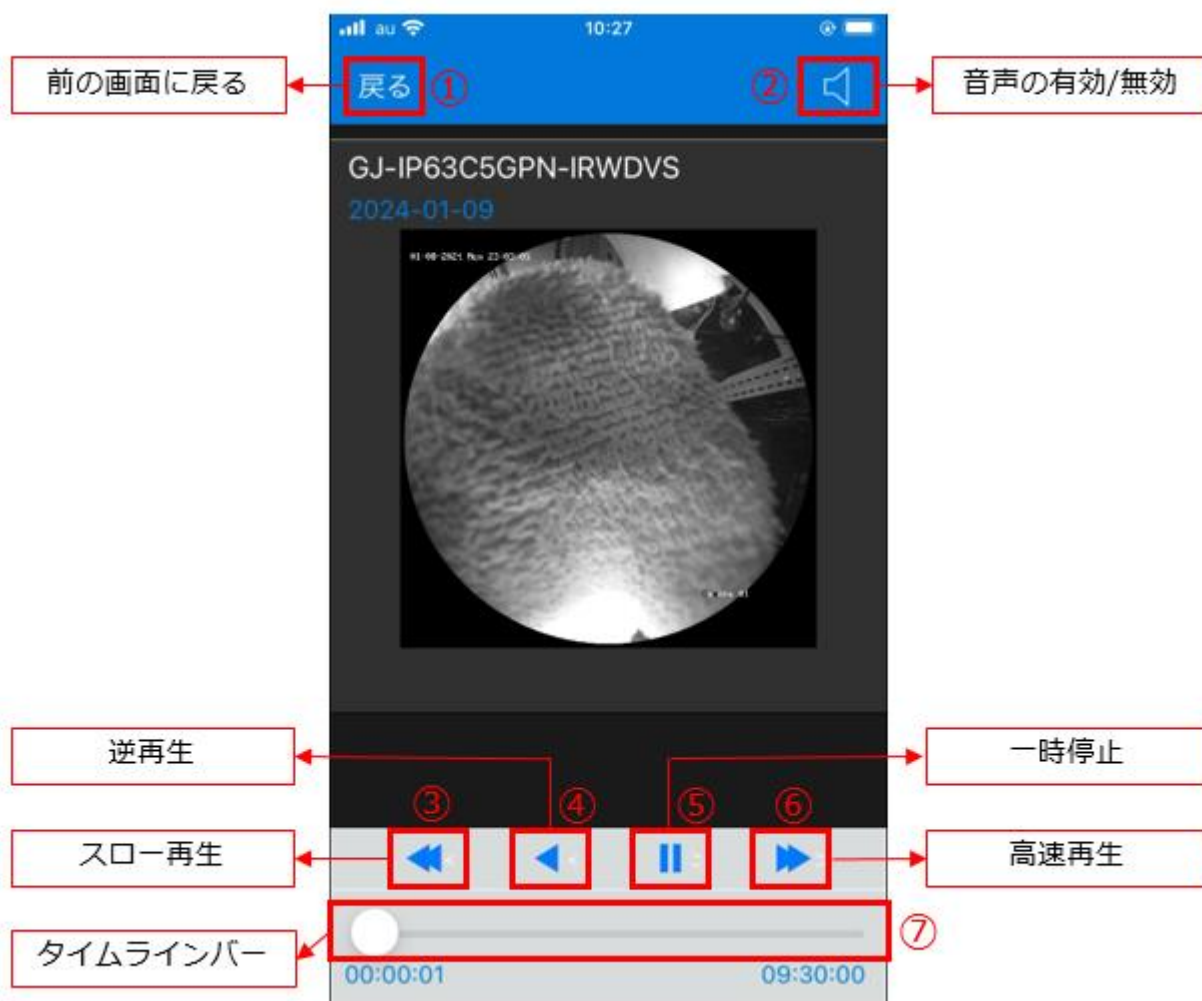 au 10:27
前の画面に戻る
戻る ①
② 音声の有効/無効
GJ-IP63C5GPN-IRWDVS
2024-01-09
逆再生
一時停止
③ ④ ⑤ ⑥
スロー再生
高速再生
タイムラインバー
⑦
00:00:01 09:30:00